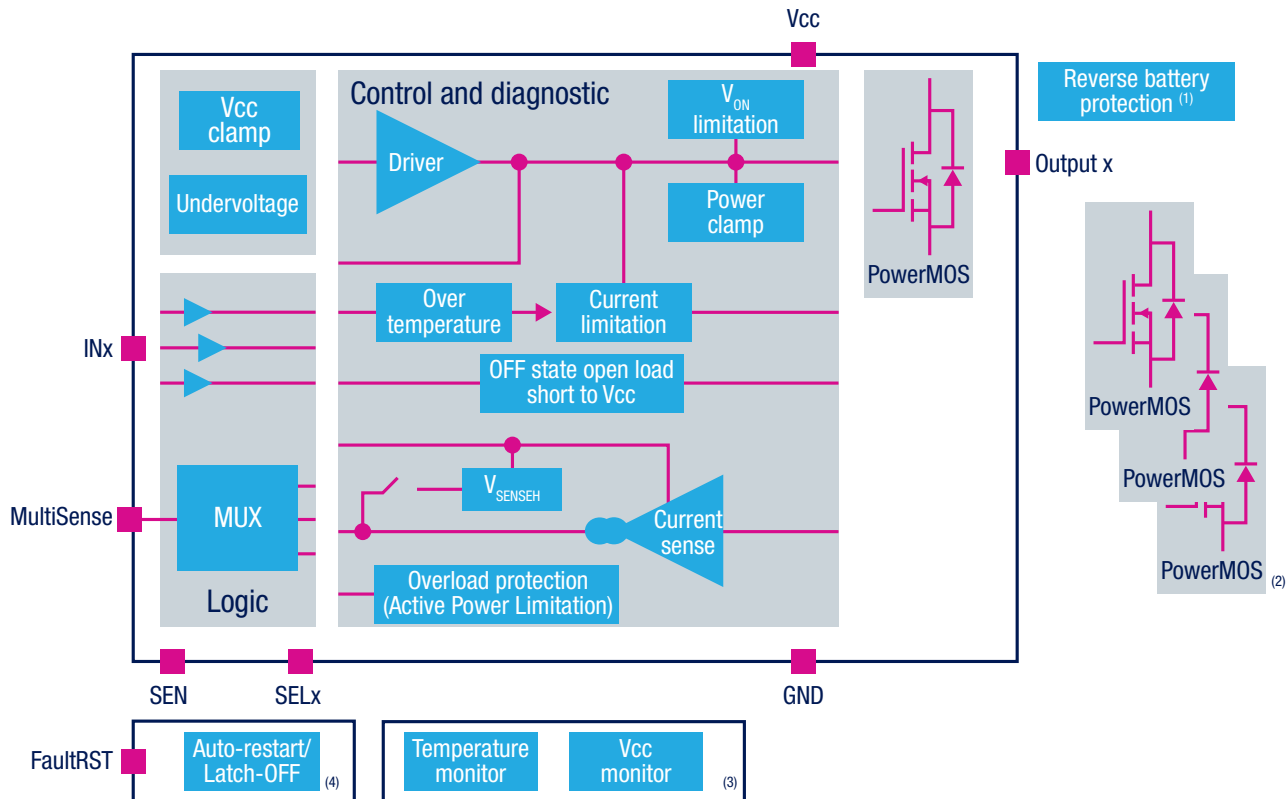 Vcc
Vcc
clamp
Undervoltage
Control and diagnostic
Driver
VON
limitation
Power
clamp
PowerMOS
Reverse battery
protection (1)
Output x
Over
temperature
Current
limitation
OFF state open load
short to Vcc
INx
MultiSense
MUX
Logic
VSENSEH
Current
sense
Overload protection
(Active Power Limitation)
PowerMOS
PowerMOS
PowerMOS (2)
SEN
SELx
GND
FaultRST
Auto-restart/
Latch-OFF (4)
Temperature
monitor
Vcc
monitor (3)